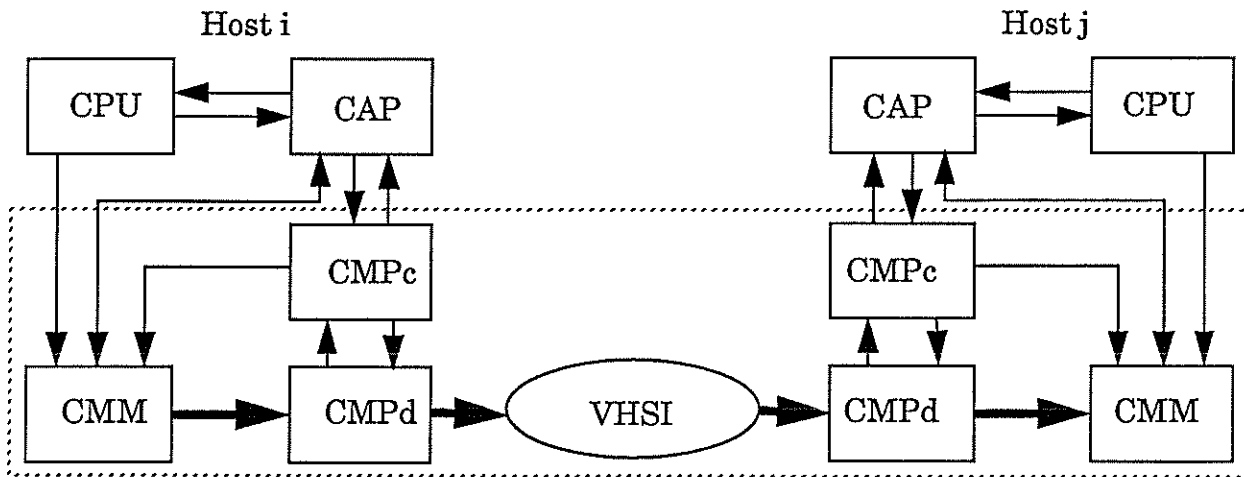 Host i Host j
CPU CAP CAP CPU
CMPc CMPc
CMM CMPd VHSI CMPd CMM